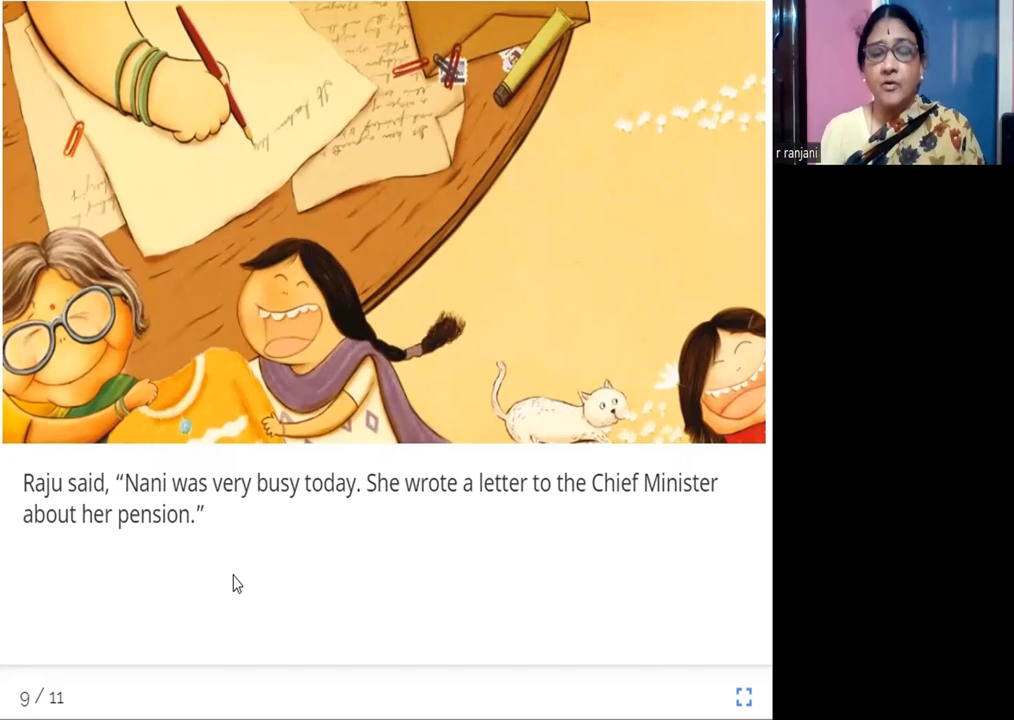 r ranjani
Raju said, “Nani was very busy today. She wrote a letter to the Chief Minister
about her pension.”
9 / 11